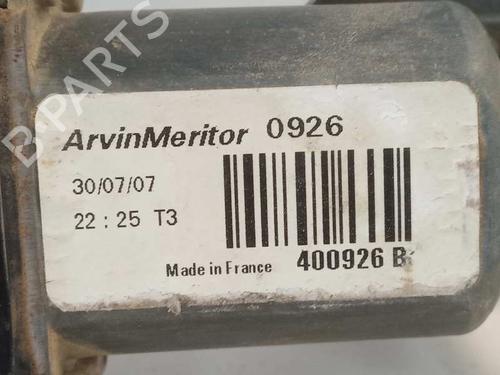 B-PARTS
ArvinMeritor 0926
30/07/07
22 : 25 T3
Made in France 400926 B